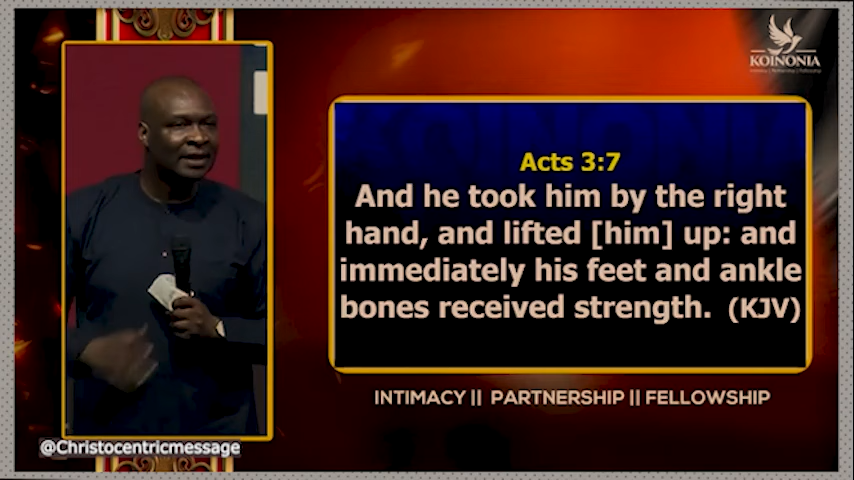 KOINONIA
Acts 3:7
And he took him by the right
hand, and lifted [him] up: and
immediately his feet and ankle
bones received strength. (KJV)
INTIMACY || PARTNERSHIP || FELLOWSHIP
@Christocentricmessage